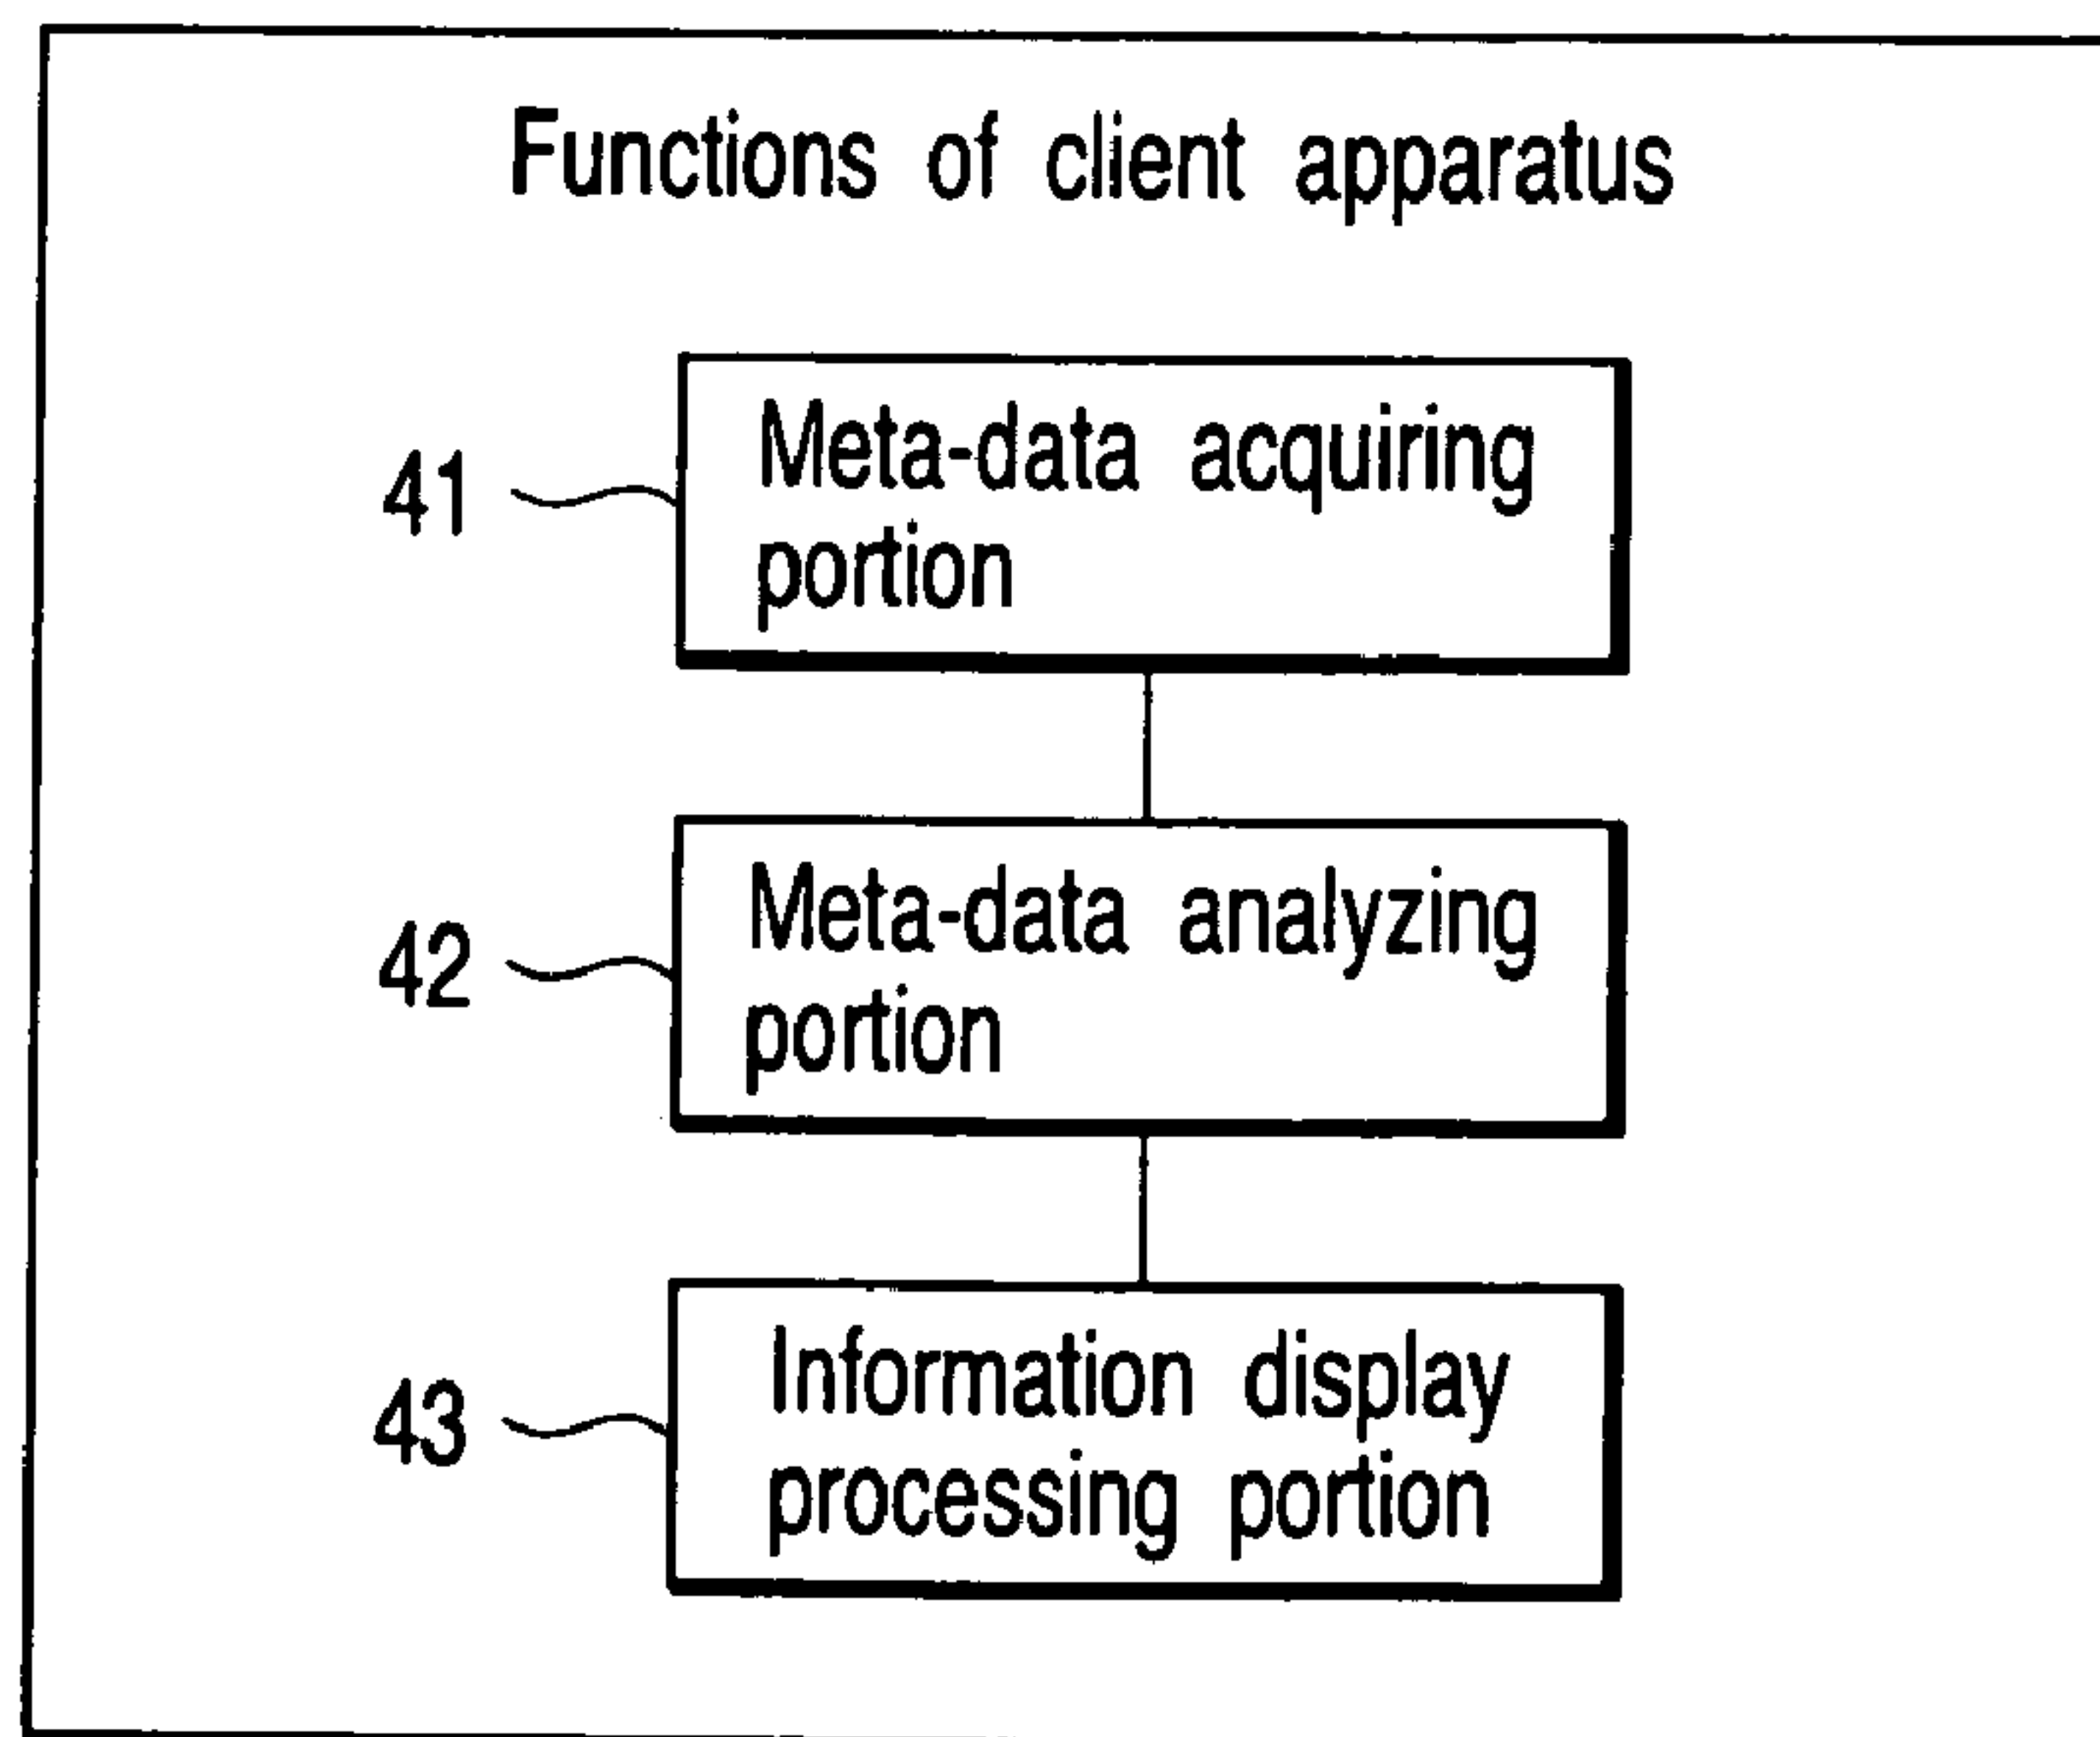 Functions of client apparatus
41
Meta-data acquiring
portion
42
Meta-data analyzing
portion
43
Information display
processing portion